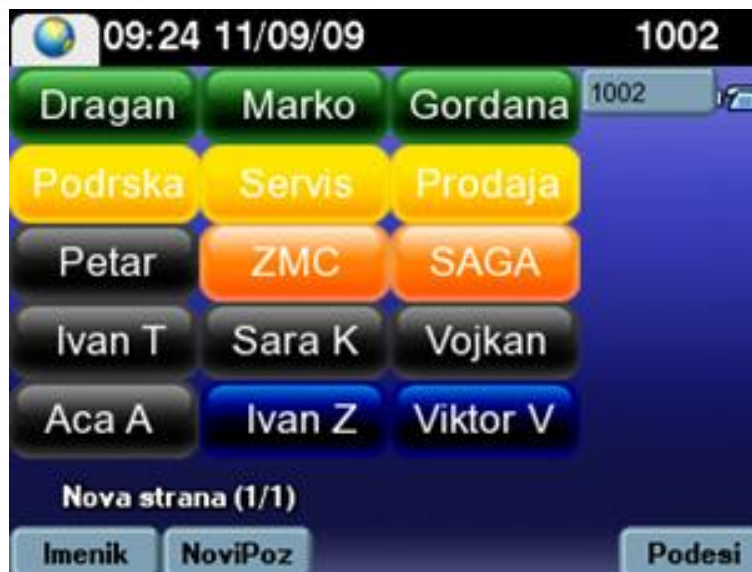 09:24 11/09/09 1002
Dragan Marko Gordana 1002
Podrska Servis Prodaja
Petar ZMC SAGA
Ivan T Sara K Vojkan
Aca A Ivan Z Viktor V
Nova strana (1/1)
Imenik NoviPoz Podesi